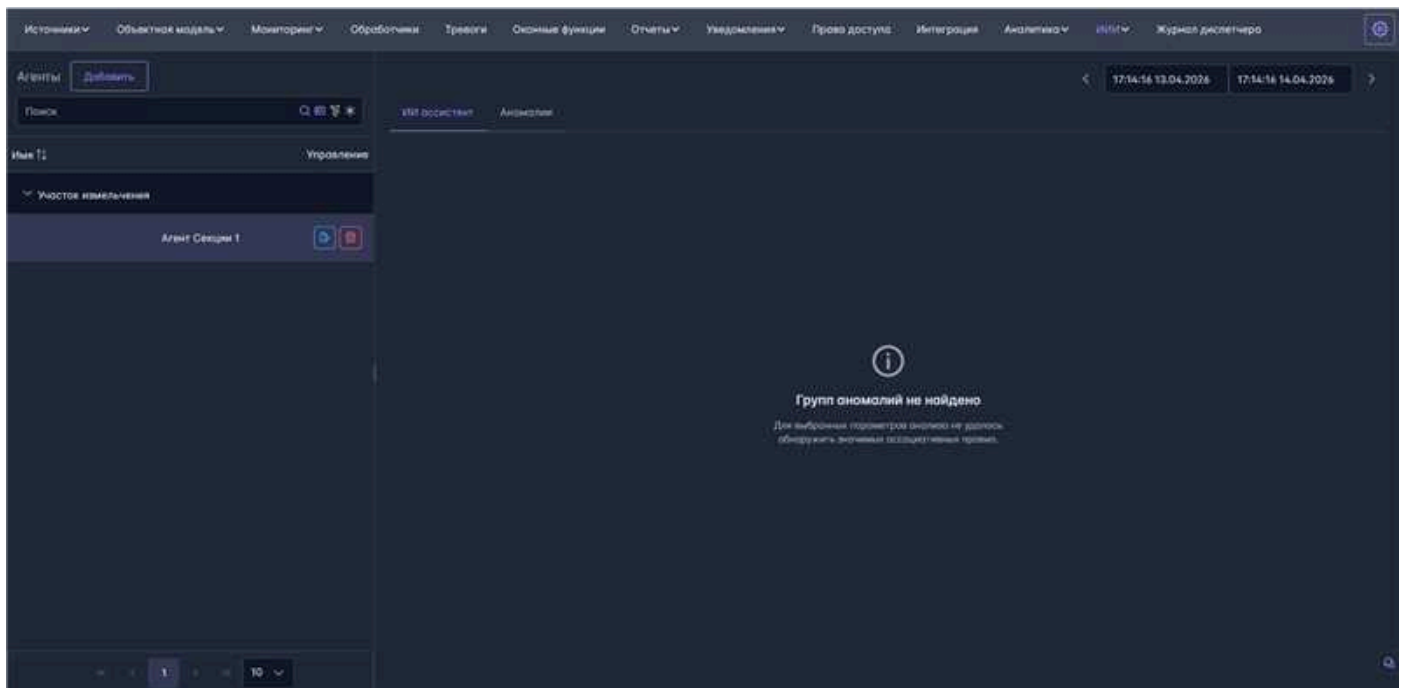 Источники Объектная модель Мониторинг Обработчики Тревоги Оконные функции Отчеты Уведомления Права доступа Интеграция Аналитика ИИИ Журнал диспетчера
Агенты Добавить
17:14:16 13.04.2026 17:14:16 14.04.2026
Поиск
ИИ ассистент Аномалии
Имя Управление
Участок измельчения
Агент Секции 1
Групп аномалий не найдено
Для выбранных параметров анализа не удалось
обнаружить значимых ассоциативных правил.
1 10